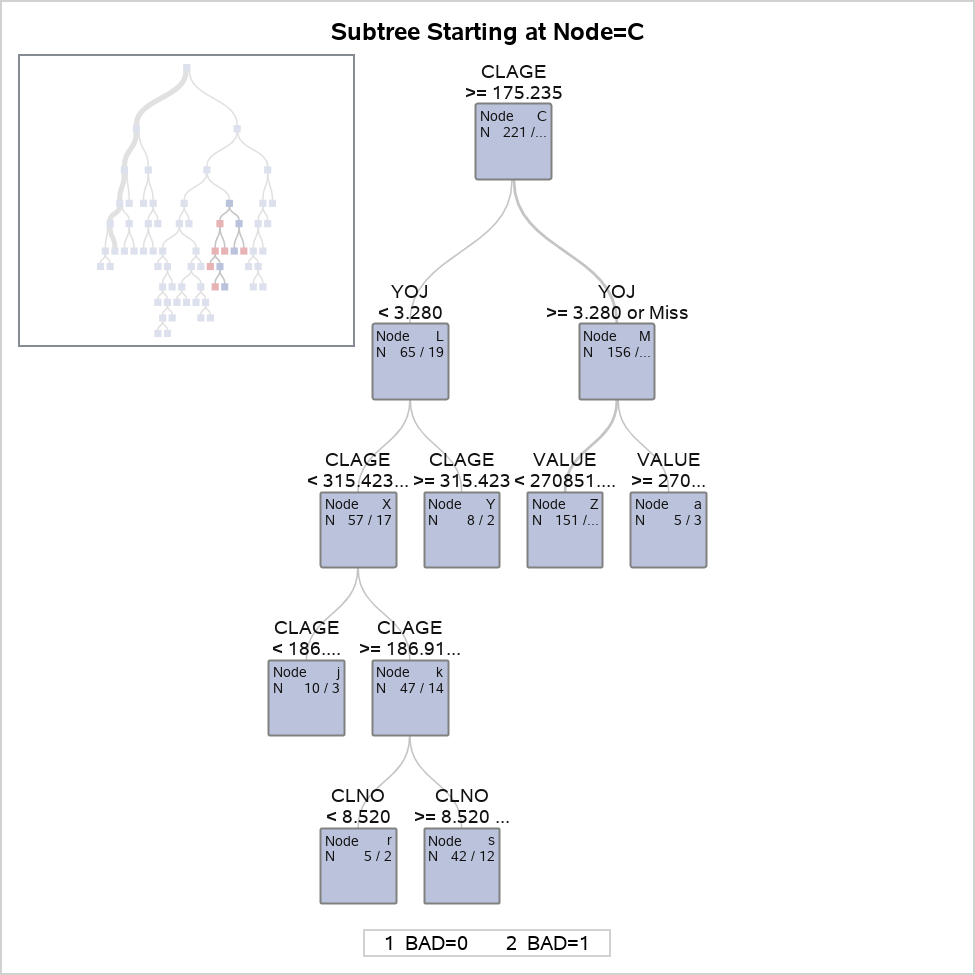 Subtree Starting at Node=C
CLAGE
>= 175.235
Node C
N 221 /...
YOJ
< 3.280
Node L
N 65 / 19
YOJ
>= 3.280 or Miss
Node M
N 156 /...
CLAGE
< 315.423...
Node X
N 57 / 17
CLAGE
>= 315.423
Node Y
N 8 / 2
VALUE
< 270851....
Node Z
N 151 /...
VALUE
>= 270...
Node a
N 5 / 3
CLAGE
< 186....
Node j
N 10 / 3
CLAGE
>= 186.91...
Node k
N 47 / 14
CLNO
< 8.520
Node r
N 5 / 2
CLNO
>= 8.520 ...
Node s
N 42 / 12
1 BAD=0 2 BAD=1